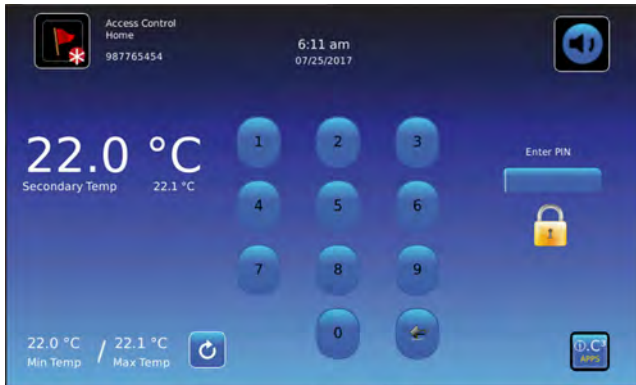 Access Control
Home
987765454
6:11 am
07/25/2017
22.0 °C
Secondary Temp 22.1 °C
1 2 3
4 5 6
7 8 9
0
Enter PIN
22.0 °C / 22.1 °C
Min Temp Max Temp
i.C³
APPS